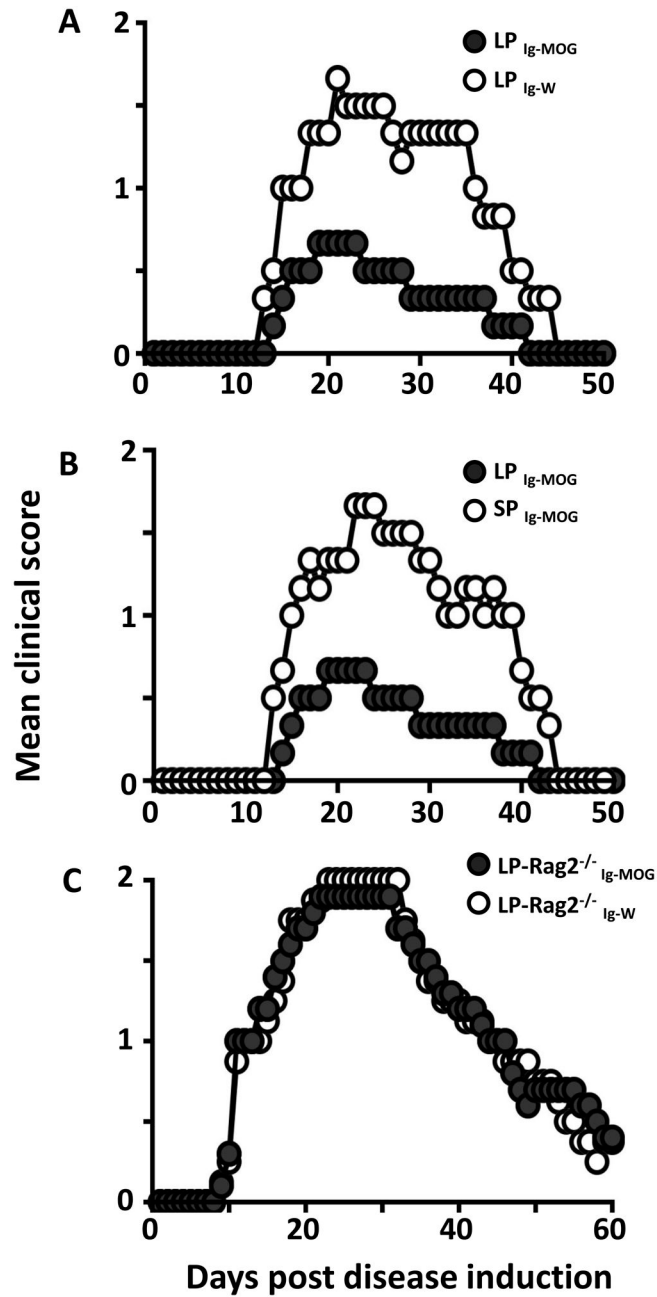 A
LP Ig-MOG
LP Ig-W
2
1
0
0 10 20 30 40 50
B
LP Ig-MOG
SP Ig-MOG
2
1
0
0 10 20 30 40 50
Mean clinical score
C
LP-Rag2-/- Ig-MOG
LP-Rag2-/- Ig-W
2
1
0
0 20 40 60
Days post disease induction